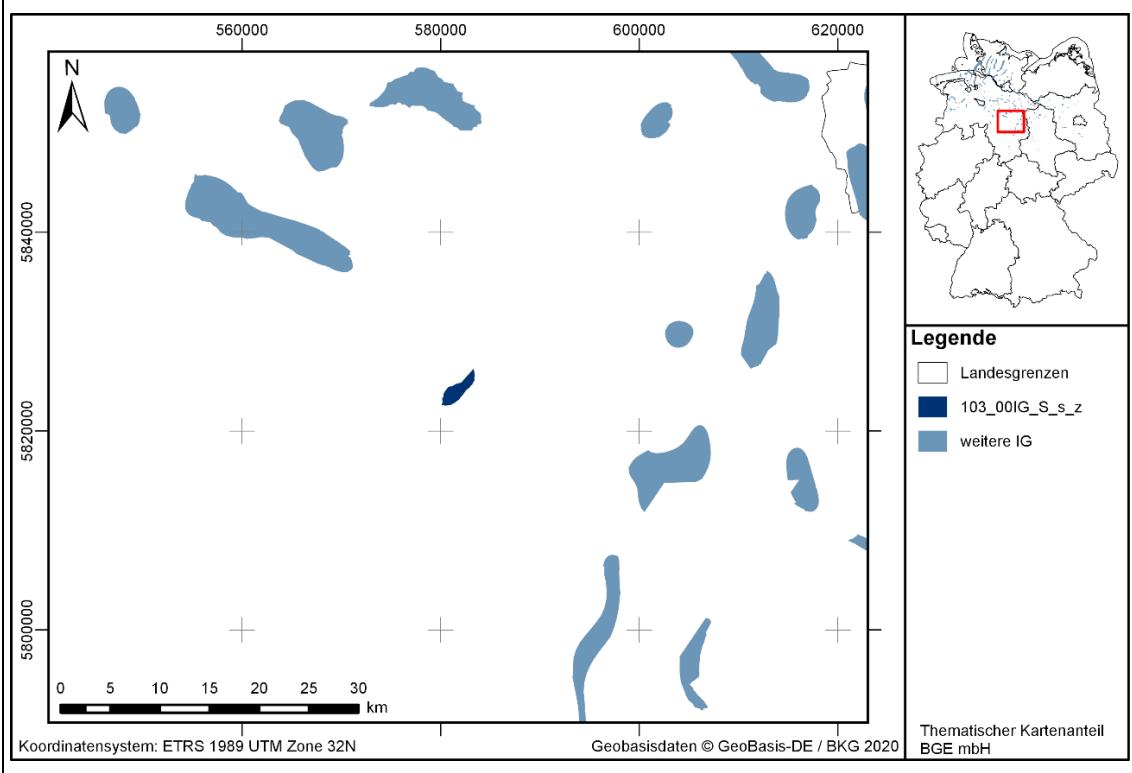 560000
580000
600000
620000
N
5840000
5820000
5800000
0 5 10 15 20 25 30
km
Koordinatensystem: ETRS 1989 UTM Zone 32N
Geobasisdaten © GeoBasis-DE / BKG 2020
Legende
Landesgrenzen
103_00IG_S_s_z
weitere IG
Thematischer Kartenanteil
BGE mbH